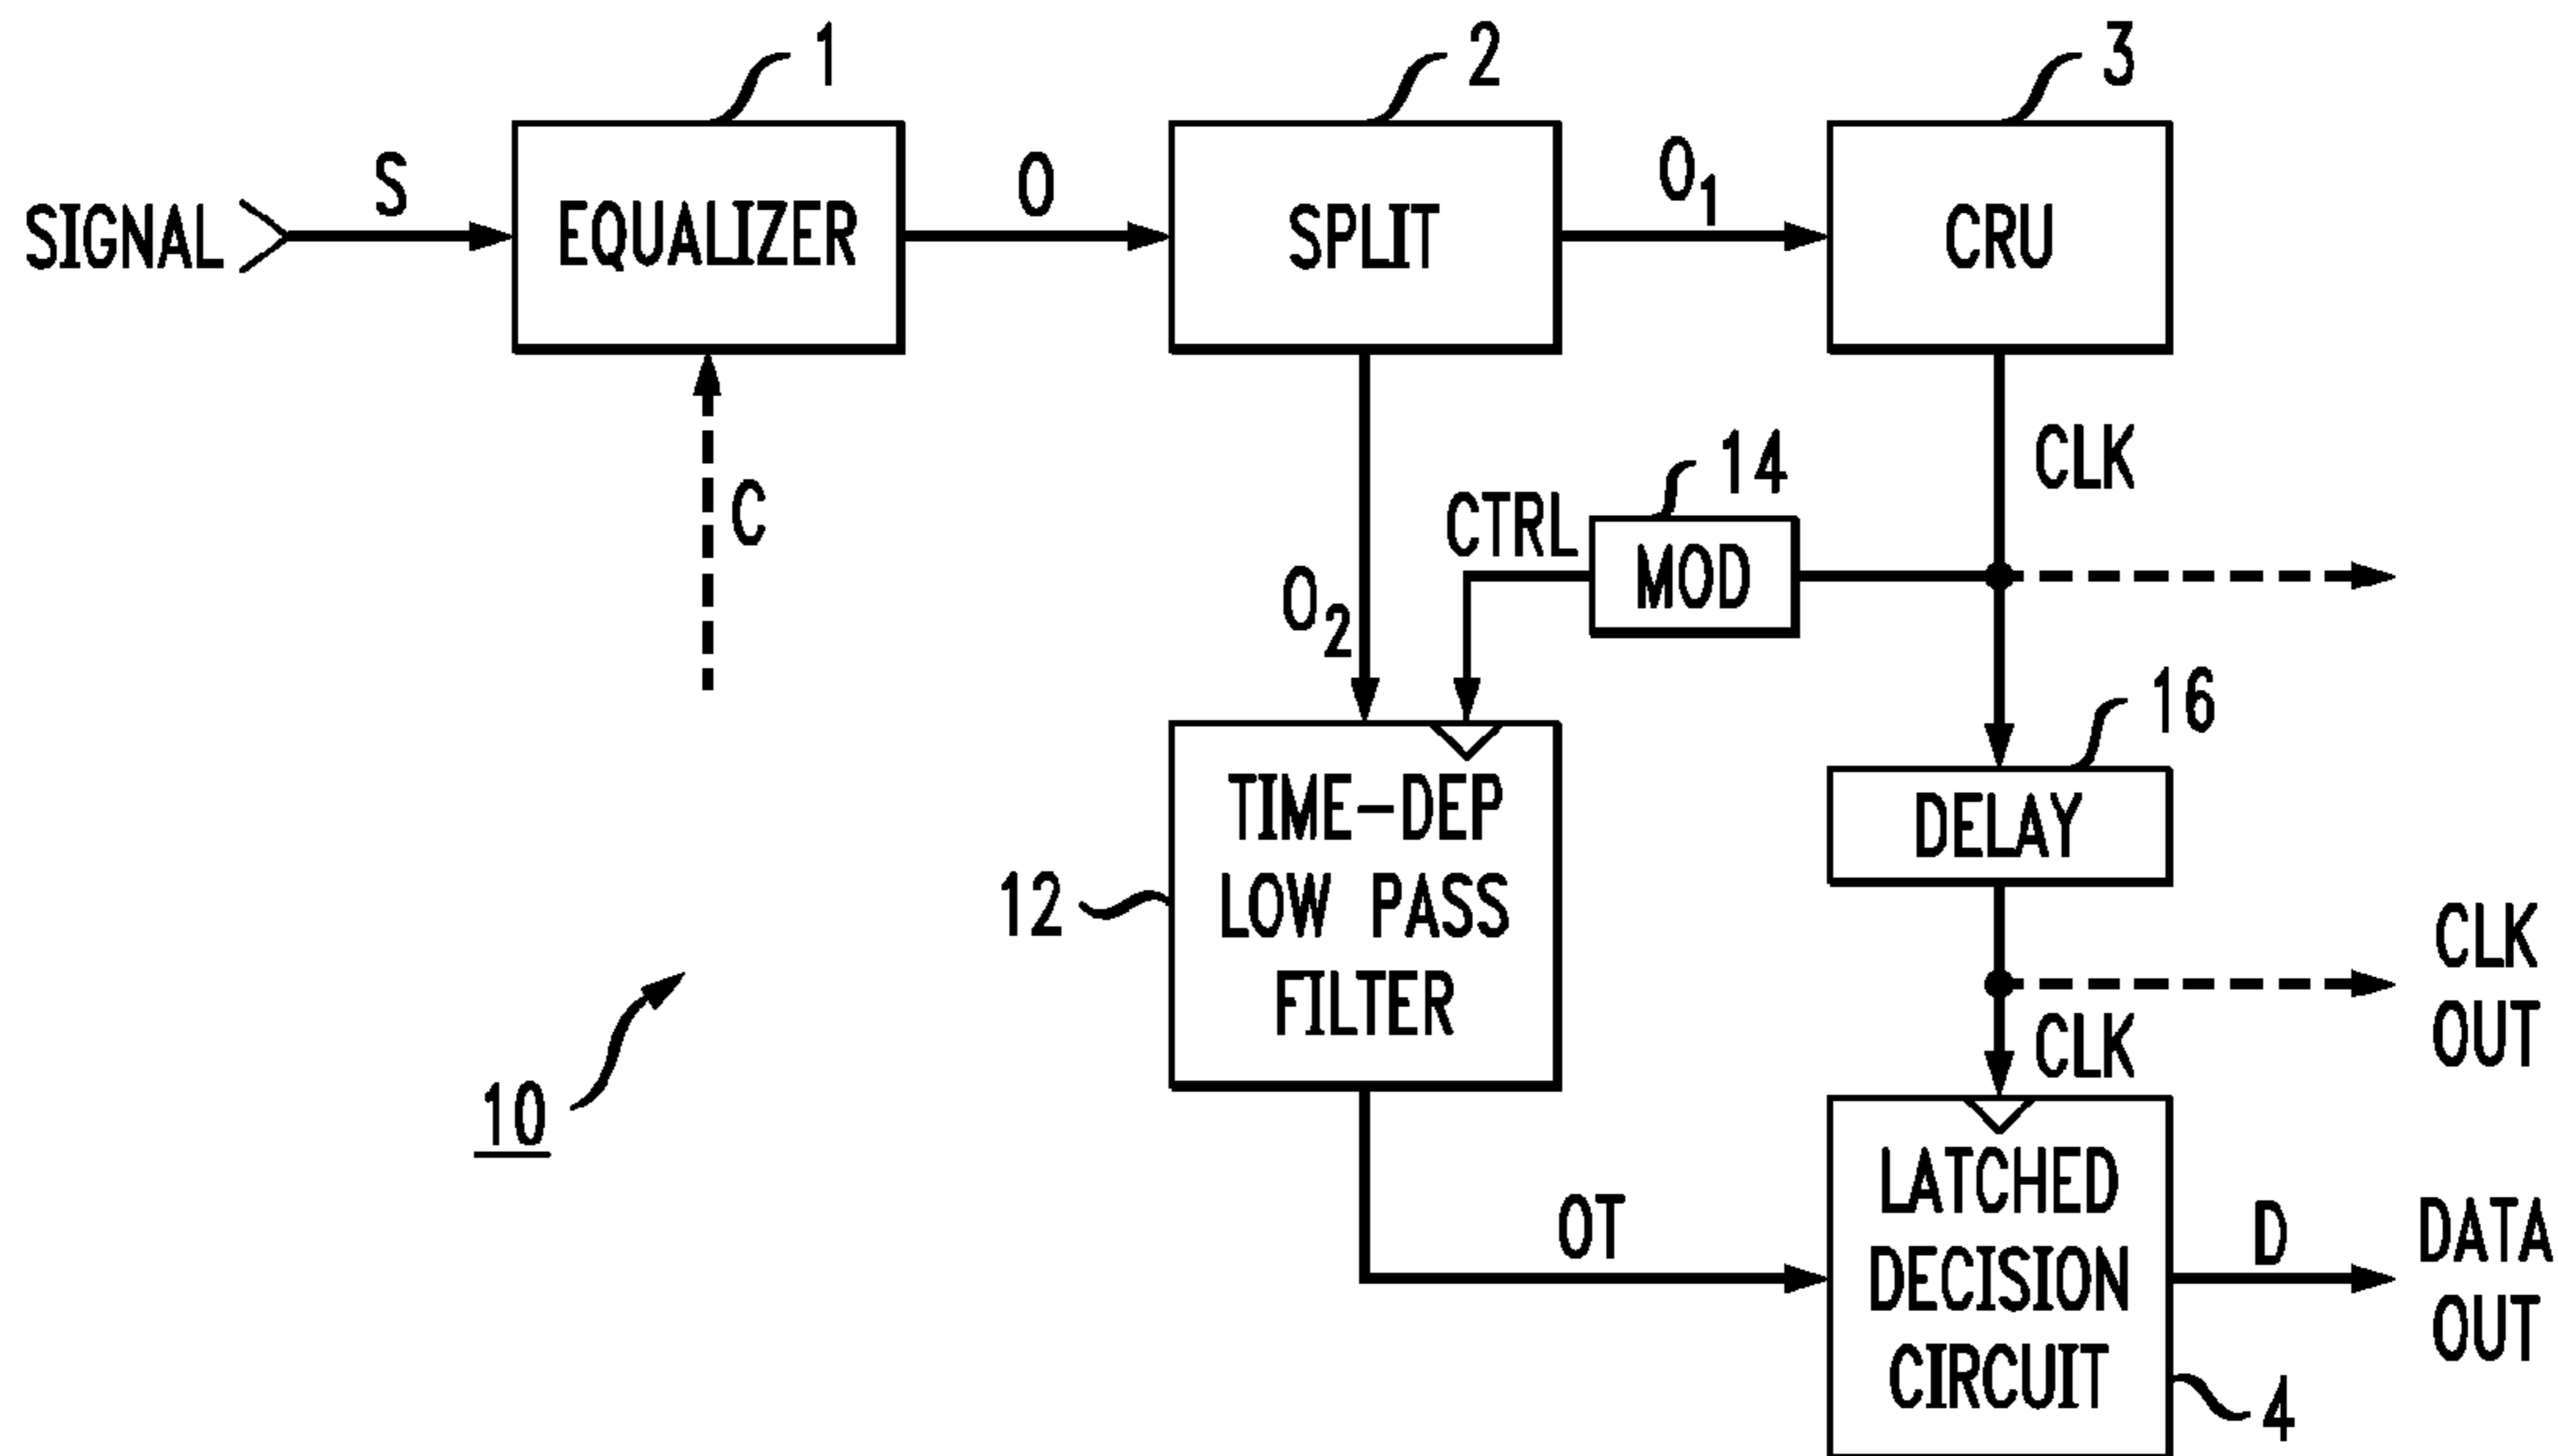 1
2
3
SIGNAL
S
EQUALIZER
O
SPLIT
O1
CRU
C
CLK
14
CTRL
MOD
O2
16
DELAY
TIME-DEP
LOW PASS
FILTER
12
CLK
OUT
CLK
10
LATCHED
DECISION
CIRCUIT
OT
D
DATA
OUT
4